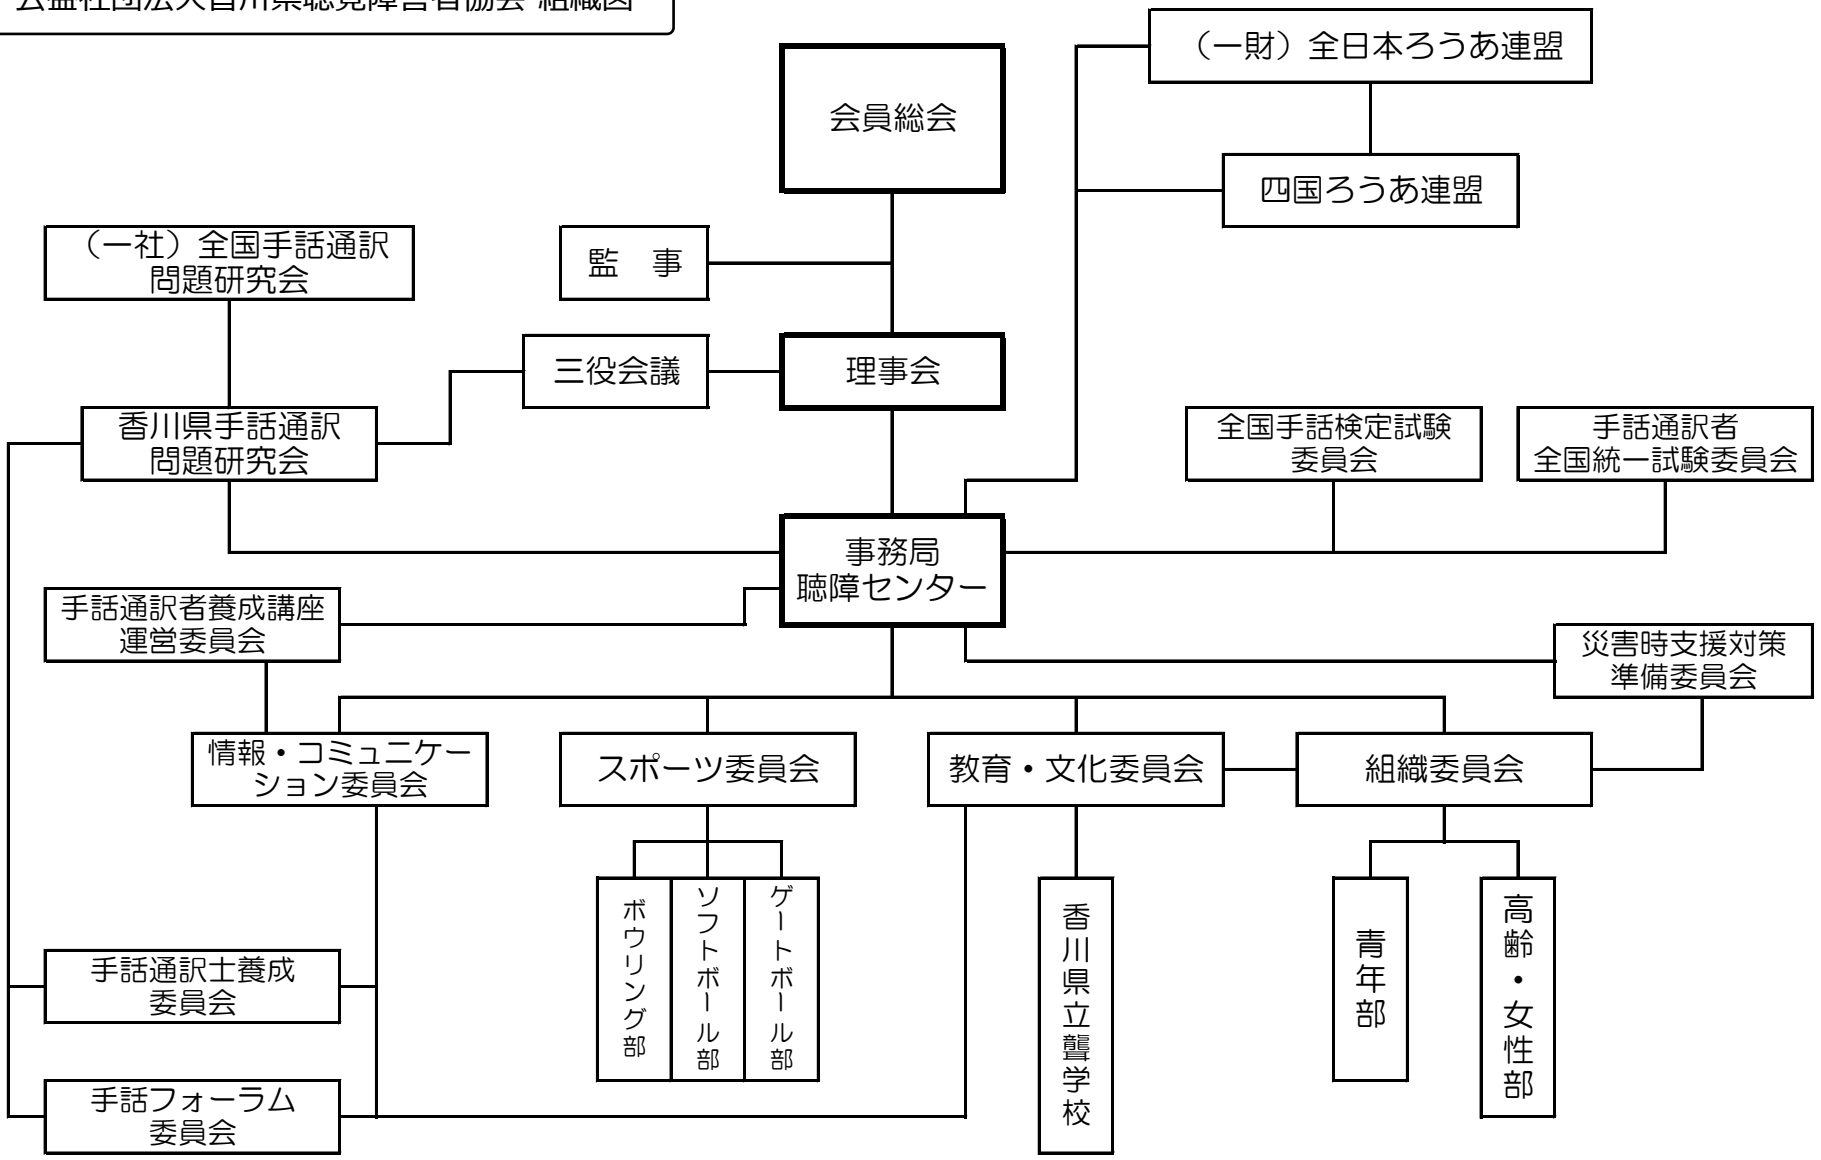 公益社団法人香川県聴覚障害者協会 組織図
（一財）全日本ろうあ連盟
会員総会
四国ろうあ連盟
（一社）全国手話通訳
問題研究会
監　事
三役会議
理事会
香川県手話通訳
問題研究会
全国手話検定試験
委員会
手話通訳者
全国統一試験委員会
事務局
聴障センター
手話通訳者養成講座
運営委員会
災害時支援対策
準備委員会
情報・コミュニケー
ション委員会
スポーツ委員会
教育・文化委員会
組織委員会
ボウリング部
ソフトボール部
ゲートボール部
香川県立聾学校
青年部
高齢・女性部
手話通訳士養成
委員会
手話フォーラム
委員会